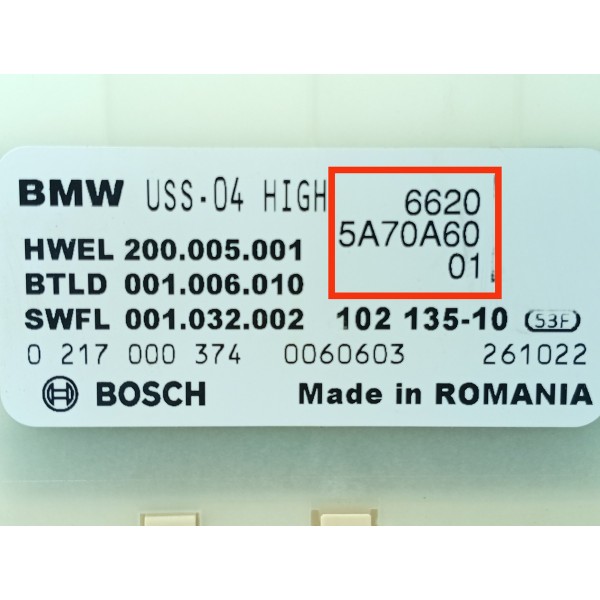 BMW USS-04 HIGH 6620
5A70A60
HWEL 200.005.001
01
BTLD 001.006.010
SWFL 001.032.002 102 135-10 53F
0 217 000 374 0060603 261022
BOSCH Made in ROMANIA